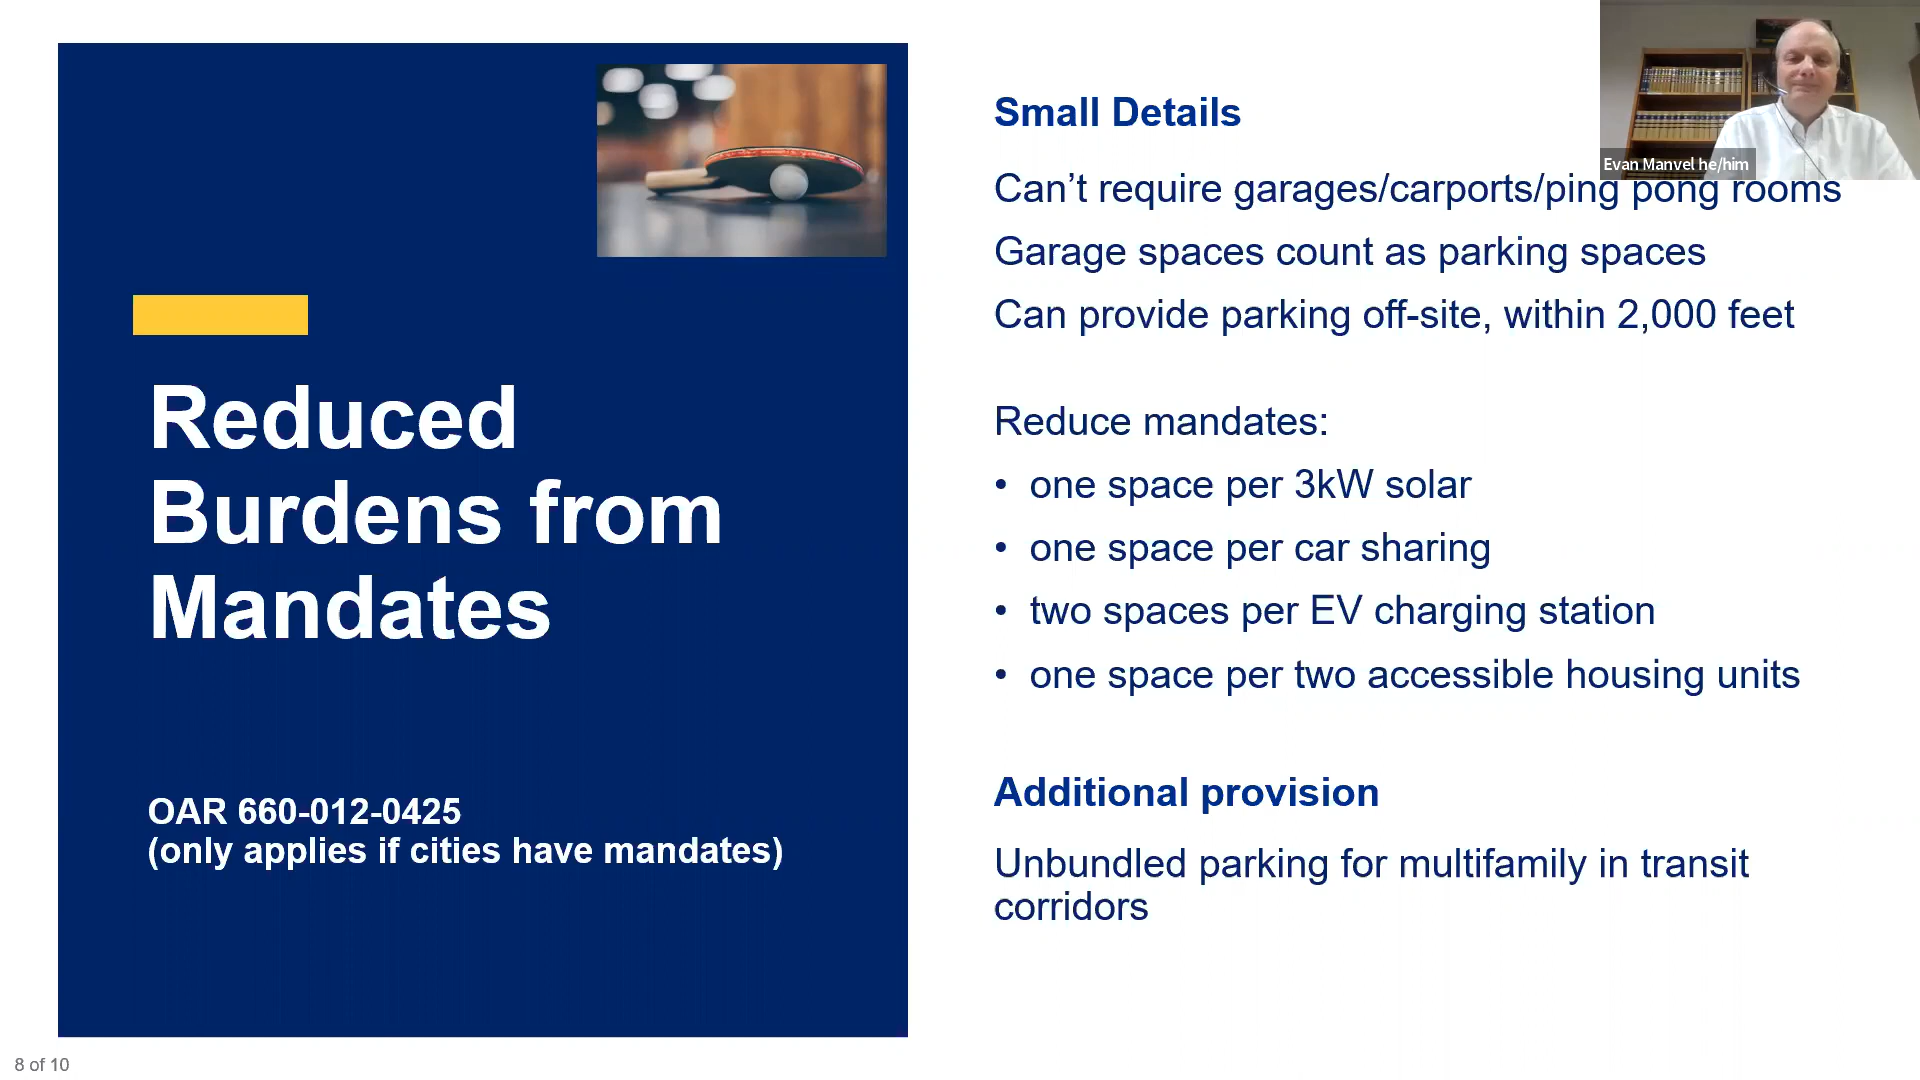 Reduced
Burdens from
Mandates
OAR 660-012-0425
(only applies if cities have mandates)
Small Details
Can’t require garages/carports/ping pong rooms
Garage spaces count as parking spaces
Can provide parking off-site, within 2,000 feet
Reduce mandates:
• one space per 3kW solar
• one space per car sharing
• two spaces per EV charging station
• one space per two accessible housing units
Additional provision
Unbundled parking for multifamily in transit
corridors
Evan Manvel he/him
8 of 10